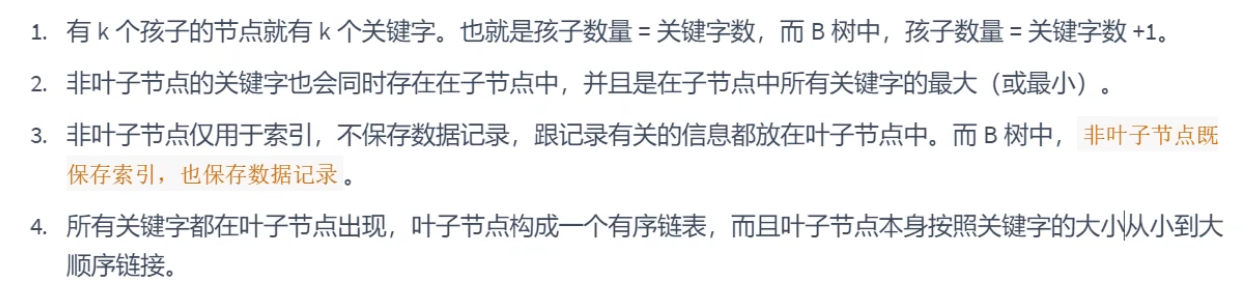 1. 有 k 个孩子的节点就有 k 个关键字。也就是孩子数量 = 关键字数，而 B 树中，孩子数量 = 关键字数 +1。
2. 非叶子节点的关键字也会同时存在在子节点中，并且是在子节点中所有关键字的最大（或最小）。
3. 非叶子节点仅用于索引，不保存数据记录，跟记录有关的信息都放在叶子节点中。而 B 树中，非叶子节点既
保存索引，也保存数据记录。
4. 所有关键字都在叶子节点出现，叶子节点构成一个有序链表，而且叶子节点本身按照关键字的大小从小到大
顺序链接。